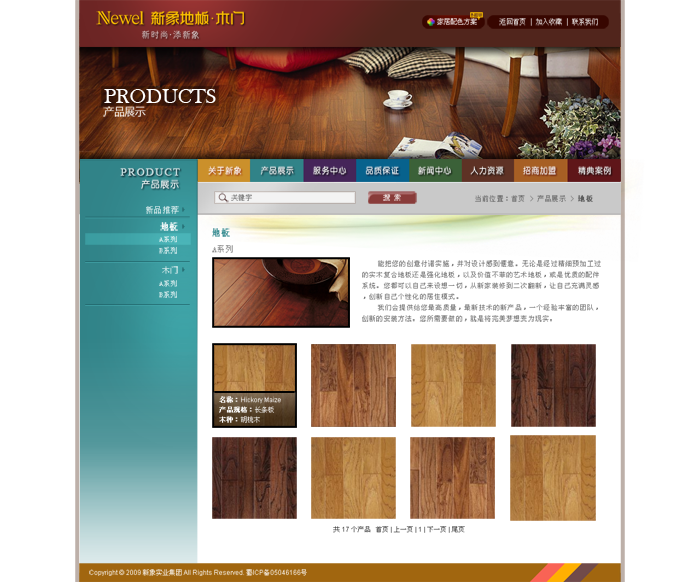 Newel 新象地板·木门
新时尚·添新象
家居配色方案
返回首页 | 加入收藏 | 联系我们
PRODUCTS
产品展示
PRODUCT
产品展示
关于新象 产品展示 服务中心 品质保证 新闻中心 人力资源 招商加盟 精典案例
关键字
搜 索
当前位置：首页 > 产品展示 > 地板
新品推荐
地板
A系列
B系列
木门
A系列
B系列
地板
A系列
能把您的创意付诸实施，并对设计感到惬意。无论是经过精细预加工过
的实木复合地板还是强化地板，以及价值不菲的艺术地板，或是优质的配件
系统。您都可以自己来设想一切，从新家装修到二次翻新，让自己充满灵感
，创新自己个性化的居住模式。
我们会提供给您最高质量，最新技术的新产品，一个经验丰富的团队，
创新的安装方法。您所需要做的，就是将完美梦想变为现实。
名称：Hickory Maize
产品规格：长条板
木种：胡桃木
共 17 个产品 首页 | 上一页 | 1 | 下一页 | 尾页
Copyright © 2009 新象实业集团 All Rights Reserved. 蜀ICP备05046166号